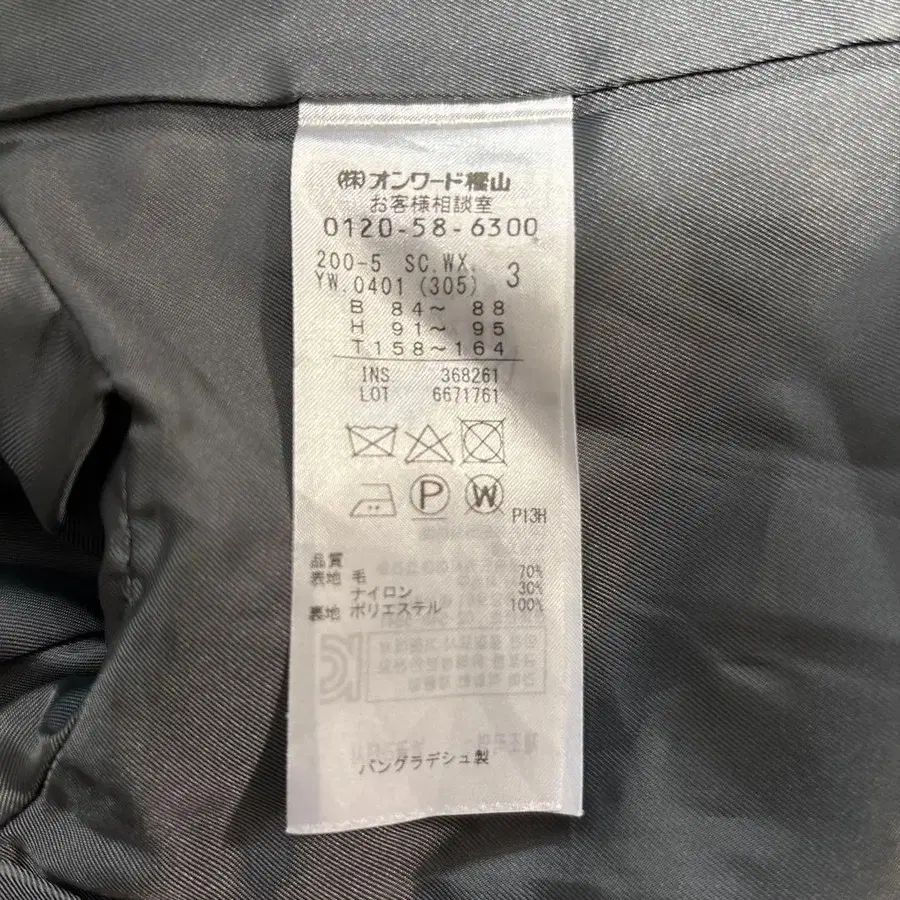 (株)オンワード樫山
お客様相談室
0120-58-6300
200-5 SC.WX. 3
YW.0401 (305)
B 84~ 88
H 91~ 95
T 158~164
INS 368261
LOT 6671761
P
W
P13H
品質
表地 毛 70%
ナイロン 30%
裏地 ポリエステル 100%
バングラデシュ製